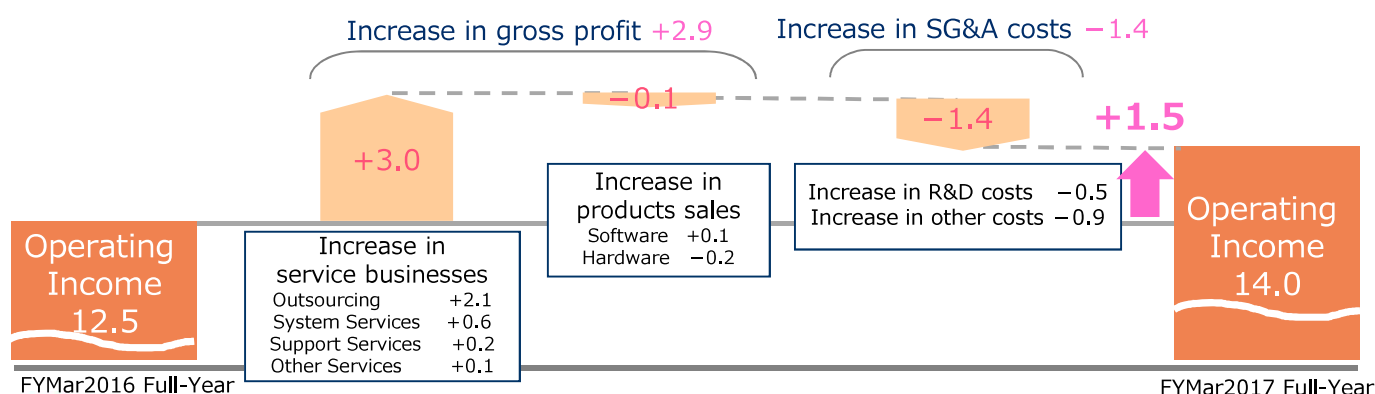 Increase in gross profit +2.9
Increase in SG&A costs −1.4
+3.0
−0.1
−1.4
+1.5
Operating
Income
12.5
Increase in
service businesses
Outsourcing +2.1
System Services +0.6
Support Services +0.2
Other Services +0.1
Increase in
products sales
Software +0.1
Hardware −0.2
Increase in R&D costs −0.5
Increase in other costs −0.9
Operating
Income
14.0
FYMar2016 Full-Year
FYMar2017 Full-Year